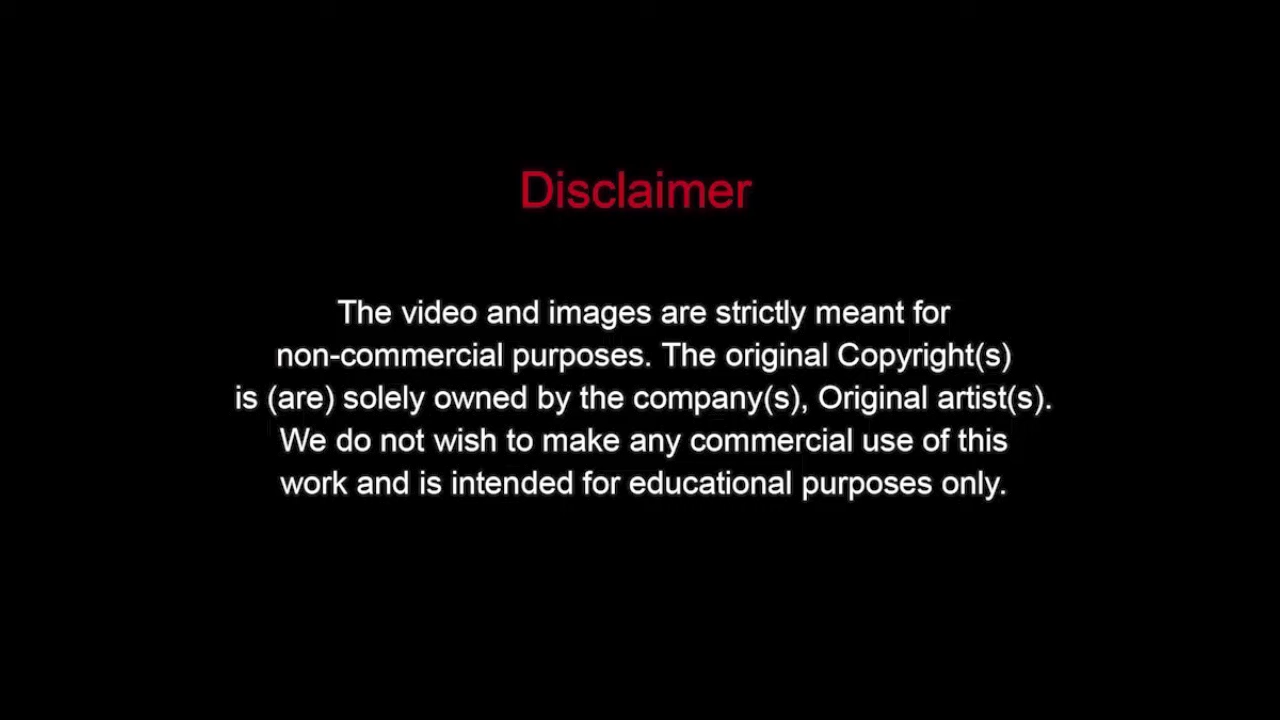 Disclaimer
The video and images are strictly meant for
non-commercial purposes. The original Copyright(s)
is (are) solely owned by the company(s), Original artist(s).
We do not wish to make any commercial use of this
work and is intended for educational purposes only.